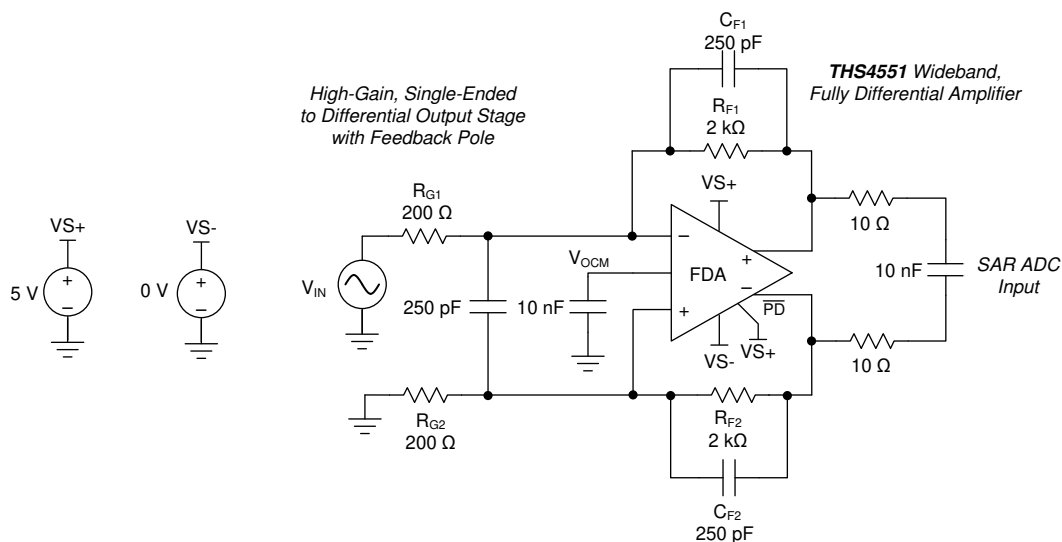 High-Gain, Single-Ended
to Differential Output Stage
with Feedback Pole
THS4551 Wideband,
Fully Differential Amplifier
CF1
250 pF
RF1
2 kΩ
VS+
RG1
200 Ω
VS+
VS-
5 V
+
−
0 V
+
−
VIN
250 pF
VOCM
10 nF
−
FDA
+
+
−
PD
VS-
VS+
10 Ω
10 nF
SAR ADC
Input
10 Ω
RG2
200 Ω
RF2
2 kΩ
CF2
250 pF